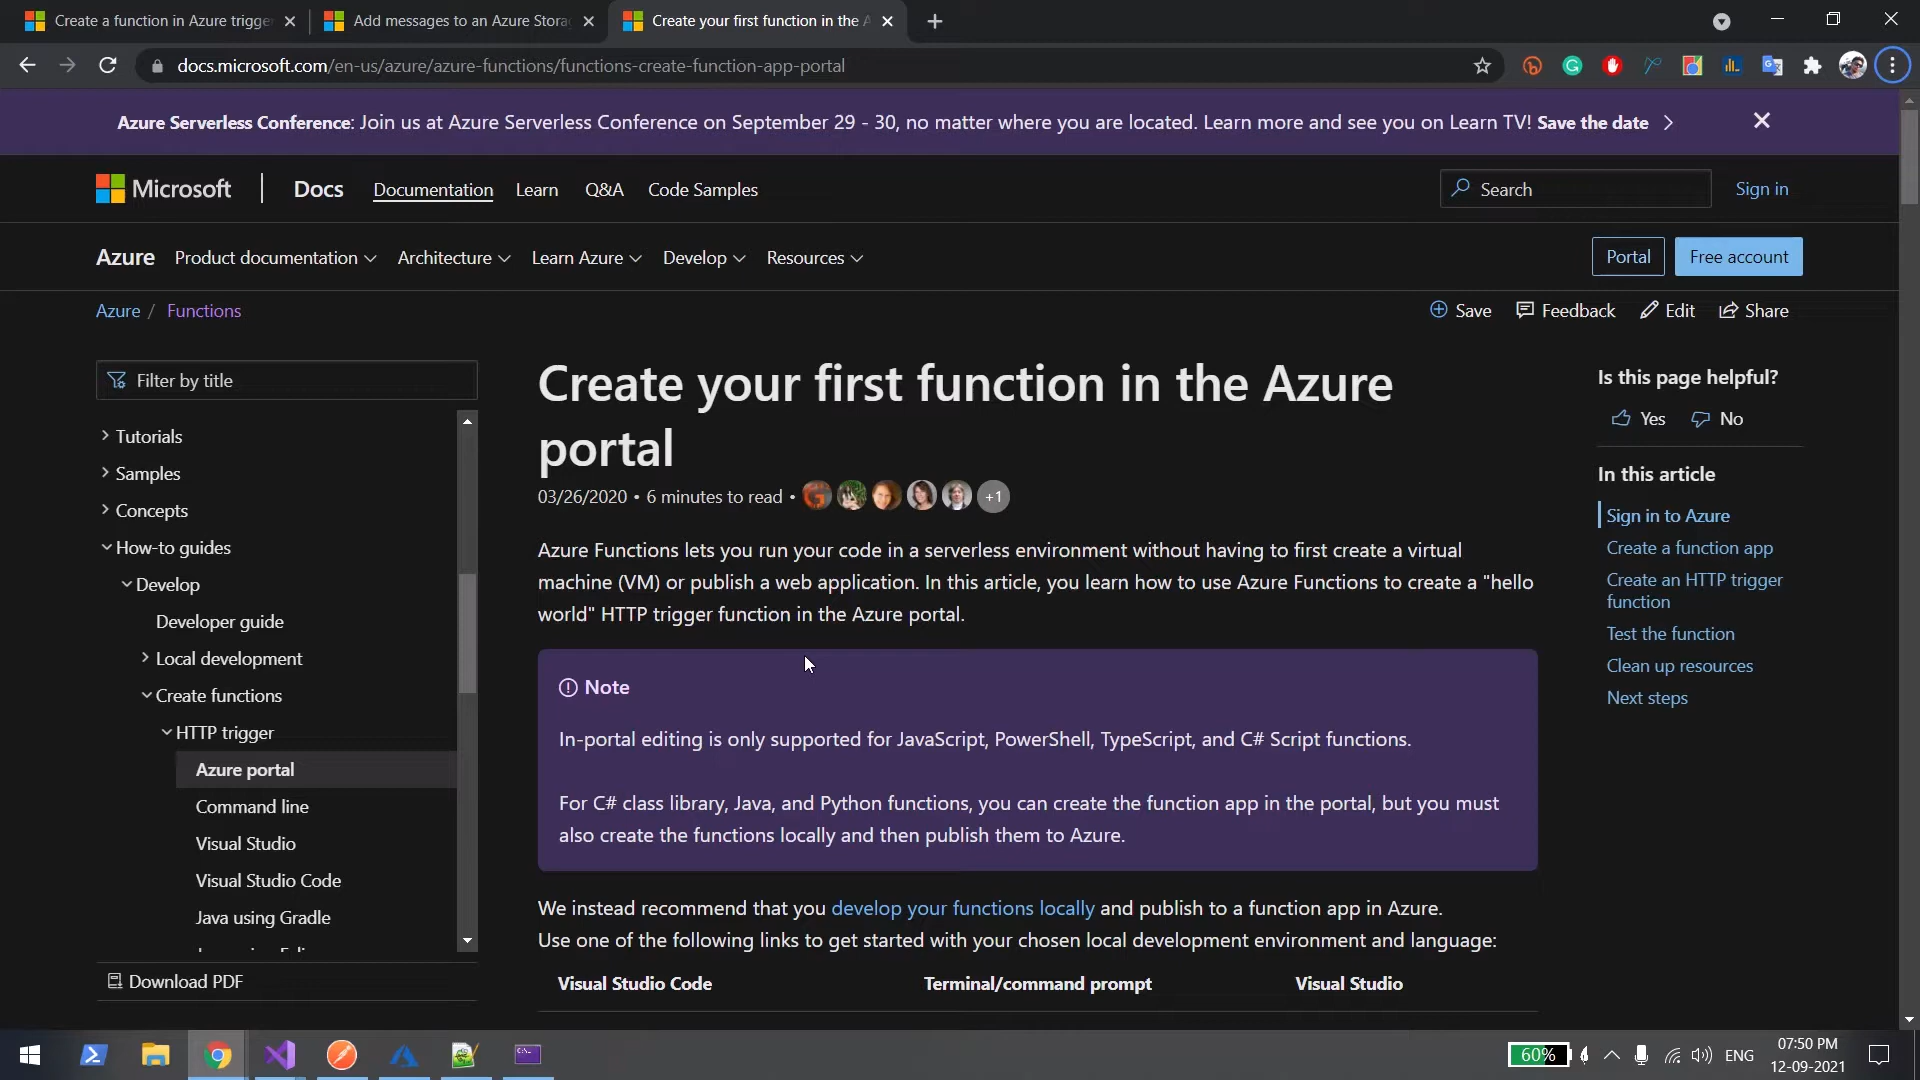 Create a function in Azure trigge
Add messages to an Azure Stora
Create your first function in the A
docs.microsoft.com/en-us/azure/azure-functions/functions-create-function-app-portal
Azure Serverless Conference: Join us at Azure Serverless Conference on September 29 - 30, no matter where you are located. Learn more and see you on Learn TV! Save the date
Microsoft Docs Documentation Learn Q&A Code Samples
Search
Sign in
Azure Product documentation Architecture Learn Azure Develop Resources
Portal
Free account
Azure / Functions
Save Feedback Edit Share
Filter by title
Tutorials
Samples
Concepts
How-to guides
Develop
Developer guide
Local development
Create functions
HTTP trigger
Azure portal
Command line
Visual Studio
Visual Studio Code
Java using Gradle
Download PDF
Create your first function in the Azure
portal
03/26/2020 • 6 minutes to read •
+1
Azure Functions lets you run your code in a serverless environment without having to first create a virtual
machine (VM) or publish a web application. In this article, you learn how to use Azure Functions to create a "hello
world" HTTP trigger function in the Azure portal.
Note
In-portal editing is only supported for JavaScript, PowerShell, TypeScript, and C# Script functions.
For C# class library, Java, and Python functions, you can create the function app in the portal, but you must
also create the functions locally and then publish them to Azure.
We instead recommend that you develop your functions locally and publish to a function app in Azure.
Use one of the following links to get started with your chosen local development environment and language:
Visual Studio Code Terminal/command prompt Visual Studio
Is this page helpful?
Yes No
In this article
Sign in to Azure
Create a function app
Create an HTTP trigger
function
Test the function
Clean up resources
Next steps
60%
ENG
07:50 PM
12-09-2021